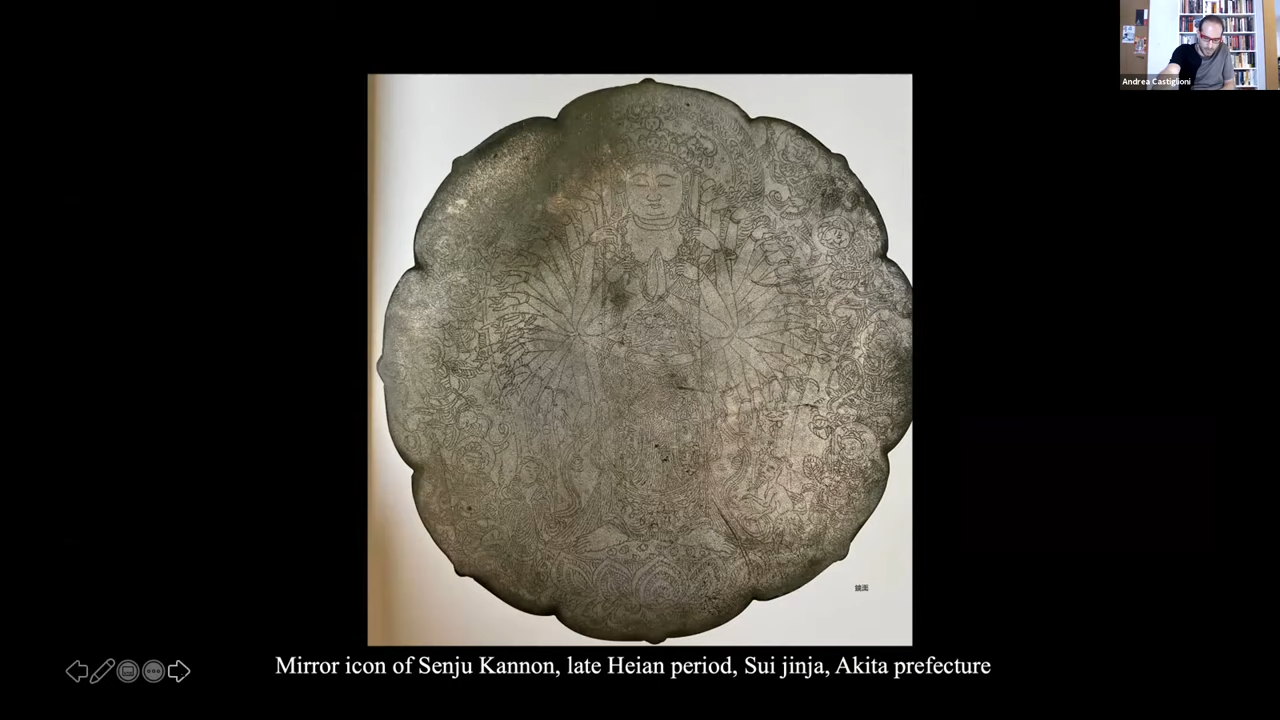 Andrea Castiglioni
鏡面
Mirror icon of Senju Kannon, late Heian period, Sui jinja, Akita prefecture